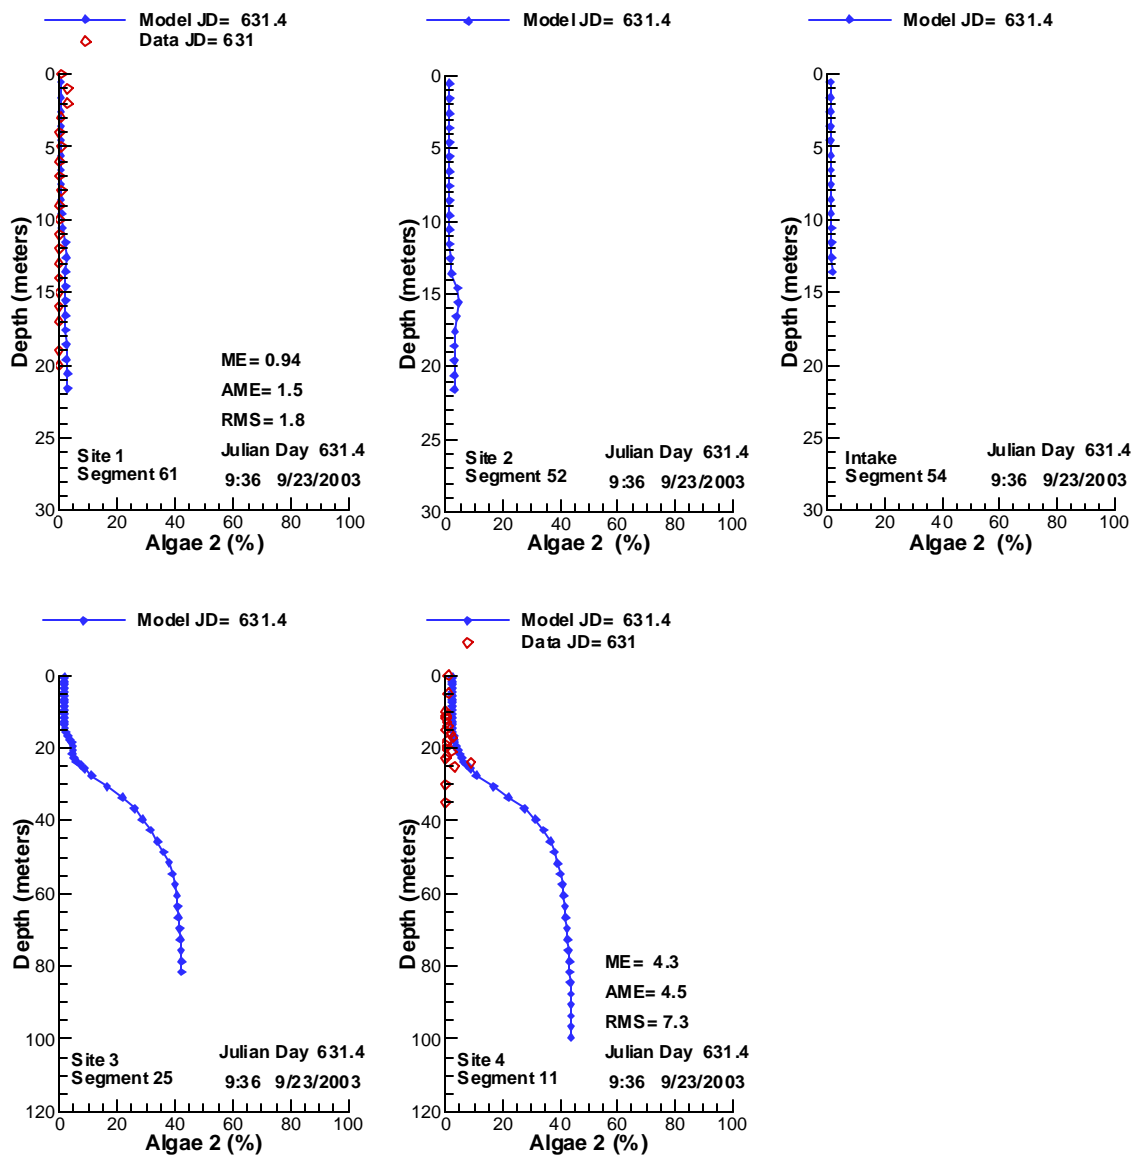 Model JD= 631.4
Data JD= 631
0
5
10
15
20
25
30
Depth (meters)
ME= 0.94
AME= 1.5
RMS= 1.8
Site 1
Segment 61
Julian Day 631.4
9:36 9/23/2003
0 20 40 60 80 100
Algae 2 (%)
Model JD= 631.4
0
5
10
15
20
25
30
Depth (meters)
Site 2
Segment 52
Julian Day 631.4
9:36 9/23/2003
0 20 40 60 80 100
Algae 2 (%)
Model JD= 631.4
0
5
10
15
20
25
30
Depth (meters)
Intake
Segment 54
Julian Day 631.4
9:36 9/23/2003
0 20 40 60 80 100
Algae 2 (%)
Model JD= 631.4
0
20
40
60
80
100
120
Depth (meters)
Site 3
Segment 25
Julian Day 631.4
9:36 9/23/2003
0 20 40 60 80 100
Algae 2 (%)
Model JD= 631.4
Data JD= 631
0
20
40
60
80
100
120
Depth (meters)
ME= 4.3
AME= 4.5
RMS= 7.3
Site 4
Segment 11
Julian Day 631.4
9:36 9/23/2003
0 20 40 60 80 100
Algae 2 (%)